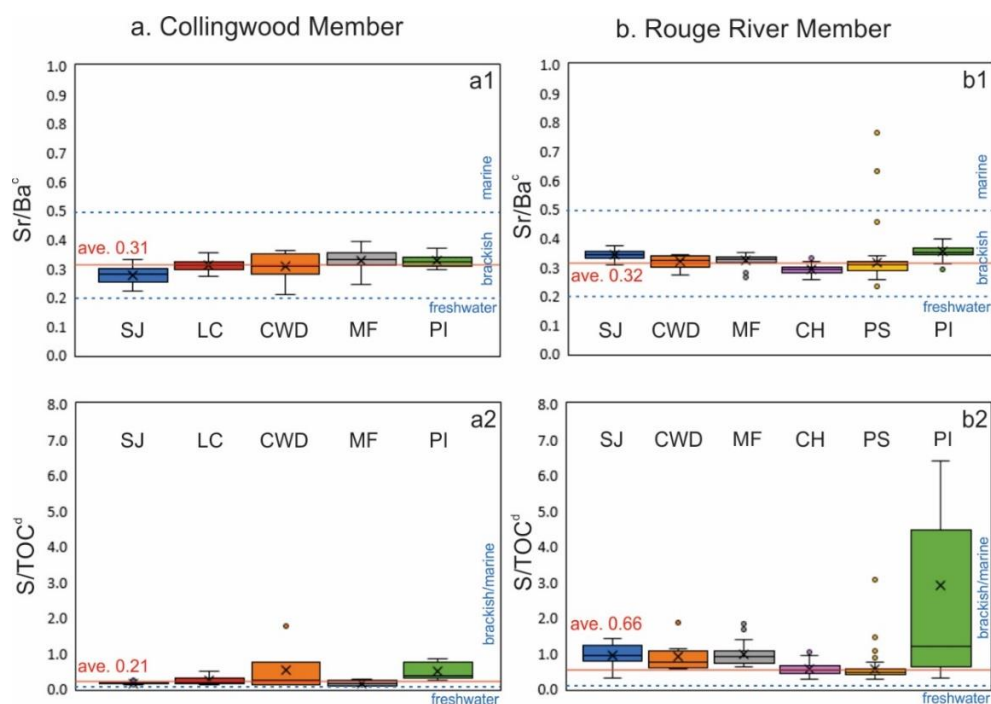 a. Collingwood Member
b. Rouge River Member
a1
Sr/Baᶜ
1.0
0.9
0.8
0.7
0.6
0.5
0.4
0.3
0.2
0.1
0.0
marine
brackish
freshwater
ave. 0.31
SJ LC CWD MF PI
b1
Sr/Baᶜ
1.0
0.9
0.8
0.7
0.6
0.5
0.4
0.3
0.2
0.1
0.0
marine
brackish
freshwater
ave. 0.32
SJ CWD MF CH PS PI
a2
S/TOCᵈ
8.0
7.0
6.0
5.0
4.0
3.0
2.0
1.0
0.0
SJ LC CWD MF PI
brackish/marine
ave. 0.21
freshwater
b2
S/TOCᵈ
8.0
7.0
6.0
5.0
4.0
3.0
2.0
1.0
0.0
SJ CWD MF CH PS PI
brackish/marine
ave. 0.66
freshwater